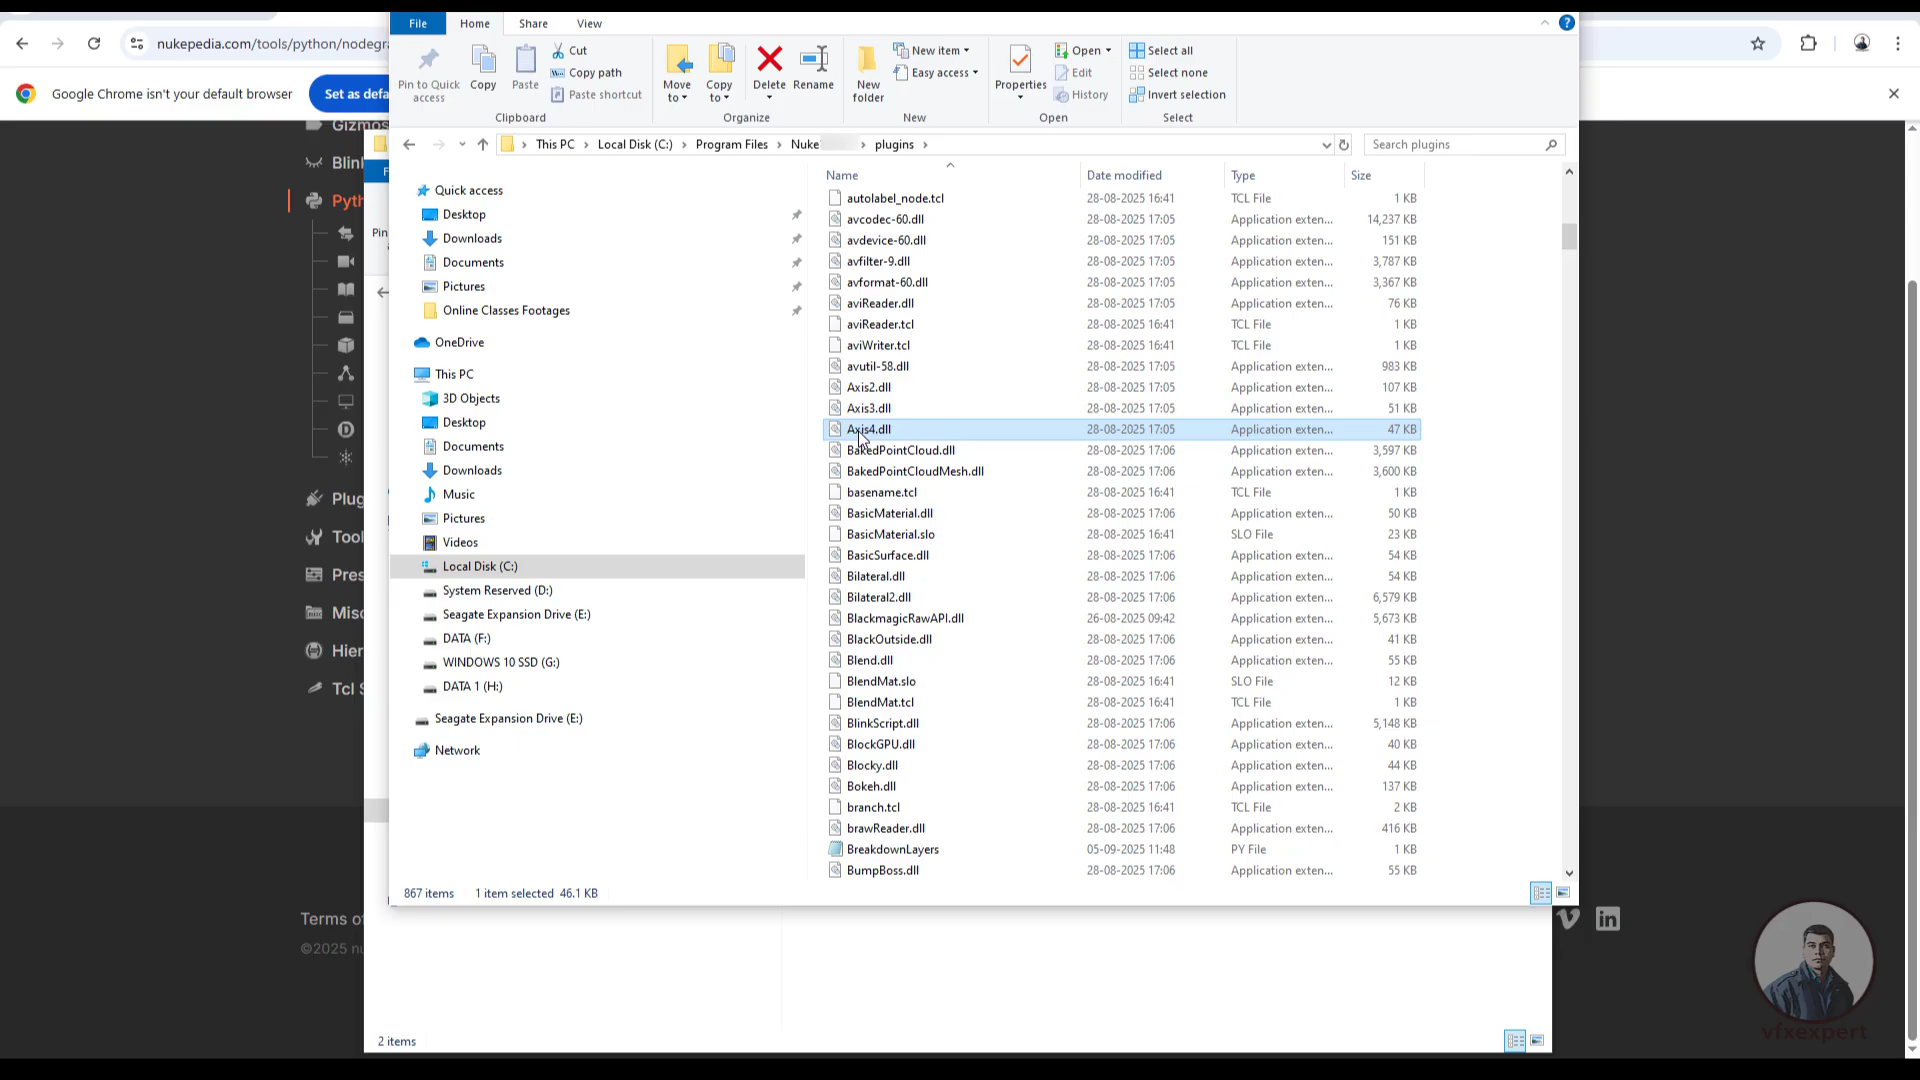 File Home Share View
nukepedia.com/tools/python/nodegra
Google Chrome isn't your default browser
Set as defa
Pin to Quick access
Copy
Paste
Cut
Copy path
Paste shortcut
Clipboard
Move to
Copy to
Delete
Rename
Organize
New folder
New item
Easy access
New
Properties
Open
Edit
History
Open
Select all
Select none
Invert selection
Select
This PC Local Disk (C:) Program Files Nuke plugins
Search plugins
Gizmos
Blin
Pyth
Plug
Tool
Pres
Misc
Hier
Tcl S
Terms of
©2025 nu
F
Pin
Quick access
Desktop
Downloads
Documents
Pictures
Online Classes Footages
OneDrive
This PC
3D Objects
Desktop
Documents
Downloads
Music
Pictures
Videos
Local Disk (C:)
System Reserved (D:)
Seagate Expansion Drive (E:)
DATA (F:)
WINDOWS 10 SSD (G:)
DATA 1 (H:)
Seagate Expansion Drive (E:)
Network
Name Date modified Type Size
autolabel_node.tcl 28-08-2025 16:41 TCL File 1 KB
avcodec-60.dll 28-08-2025 17:05 Application exten... 14,237 KB
avdevice-60.dll 28-08-2025 17:05 Application exten... 151 KB
avfilter-9.dll 28-08-2025 17:05 Application exten... 3,787 KB
avformat-60.dll 28-08-2025 17:05 Application exten... 3,367 KB
aviReader.dll 28-08-2025 17:05 Application exten... 76 KB
aviReader.tcl 28-08-2025 16:41 TCL File 1 KB
aviWriter.tcl 28-08-2025 16:41 TCL File 1 KB
avutil-58.dll 28-08-2025 17:05 Application exten... 983 KB
Axis2.dll 28-08-2025 17:05 Application exten... 107 KB
Axis3.dll 28-08-2025 17:05 Application exten... 51 KB
Axis4.dll 28-08-2025 17:05 Application exten... 47 KB
BakedPointCloud.dll 28-08-2025 17:06 Application exten... 3,597 KB
BakedPointCloudMesh.dll 28-08-2025 17:06 Application exten... 3,600 KB
basename.tcl 28-08-2025 16:41 TCL File 1 KB
BasicMaterial.dll 28-08-2025 17:06 Application exten... 50 KB
BasicMaterial.slo 28-08-2025 16:41 SLO File 23 KB
BasicSurface.dll 28-08-2025 17:06 Application exten... 54 KB
Bilateral.dll 28-08-2025 17:06 Application exten... 54 KB
Bilateral2.dll 28-08-2025 17:06 Application exten... 6,579 KB
BlackmagicRawAPI.dll 26-08-2025 09:42 Application exten... 5,673 KB
BlackOutside.dll 28-08-2025 17:06 Application exten... 41 KB
Blend.dll 28-08-2025 17:06 Application exten... 55 KB
BlendMat.slo 28-08-2025 16:41 SLO File 12 KB
BlendMat.tcl 28-08-2025 16:41 TCL File 1 KB
BlinkScript.dll 28-08-2025 17:06 Application exten... 5,148 KB
BlockGPU.dll 28-08-2025 17:06 Application exten... 40 KB
Blocky.dll 28-08-2025 17:06 Application exten... 44 KB
Bokeh.dll 28-08-2025 17:06 Application exten... 137 KB
branch.tcl 28-08-2025 16:41 TCL File 2 KB
brawReader.dll 28-08-2025 17:06 Application exten... 416 KB
BreakdownLayers 05-09-2025 11:48 PY File 1 KB
BumpBoss.dll 28-08-2025 17:06 Application exten... 55 KB
867 items 1 item selected 46.1 KB
2 items
vfxexpert